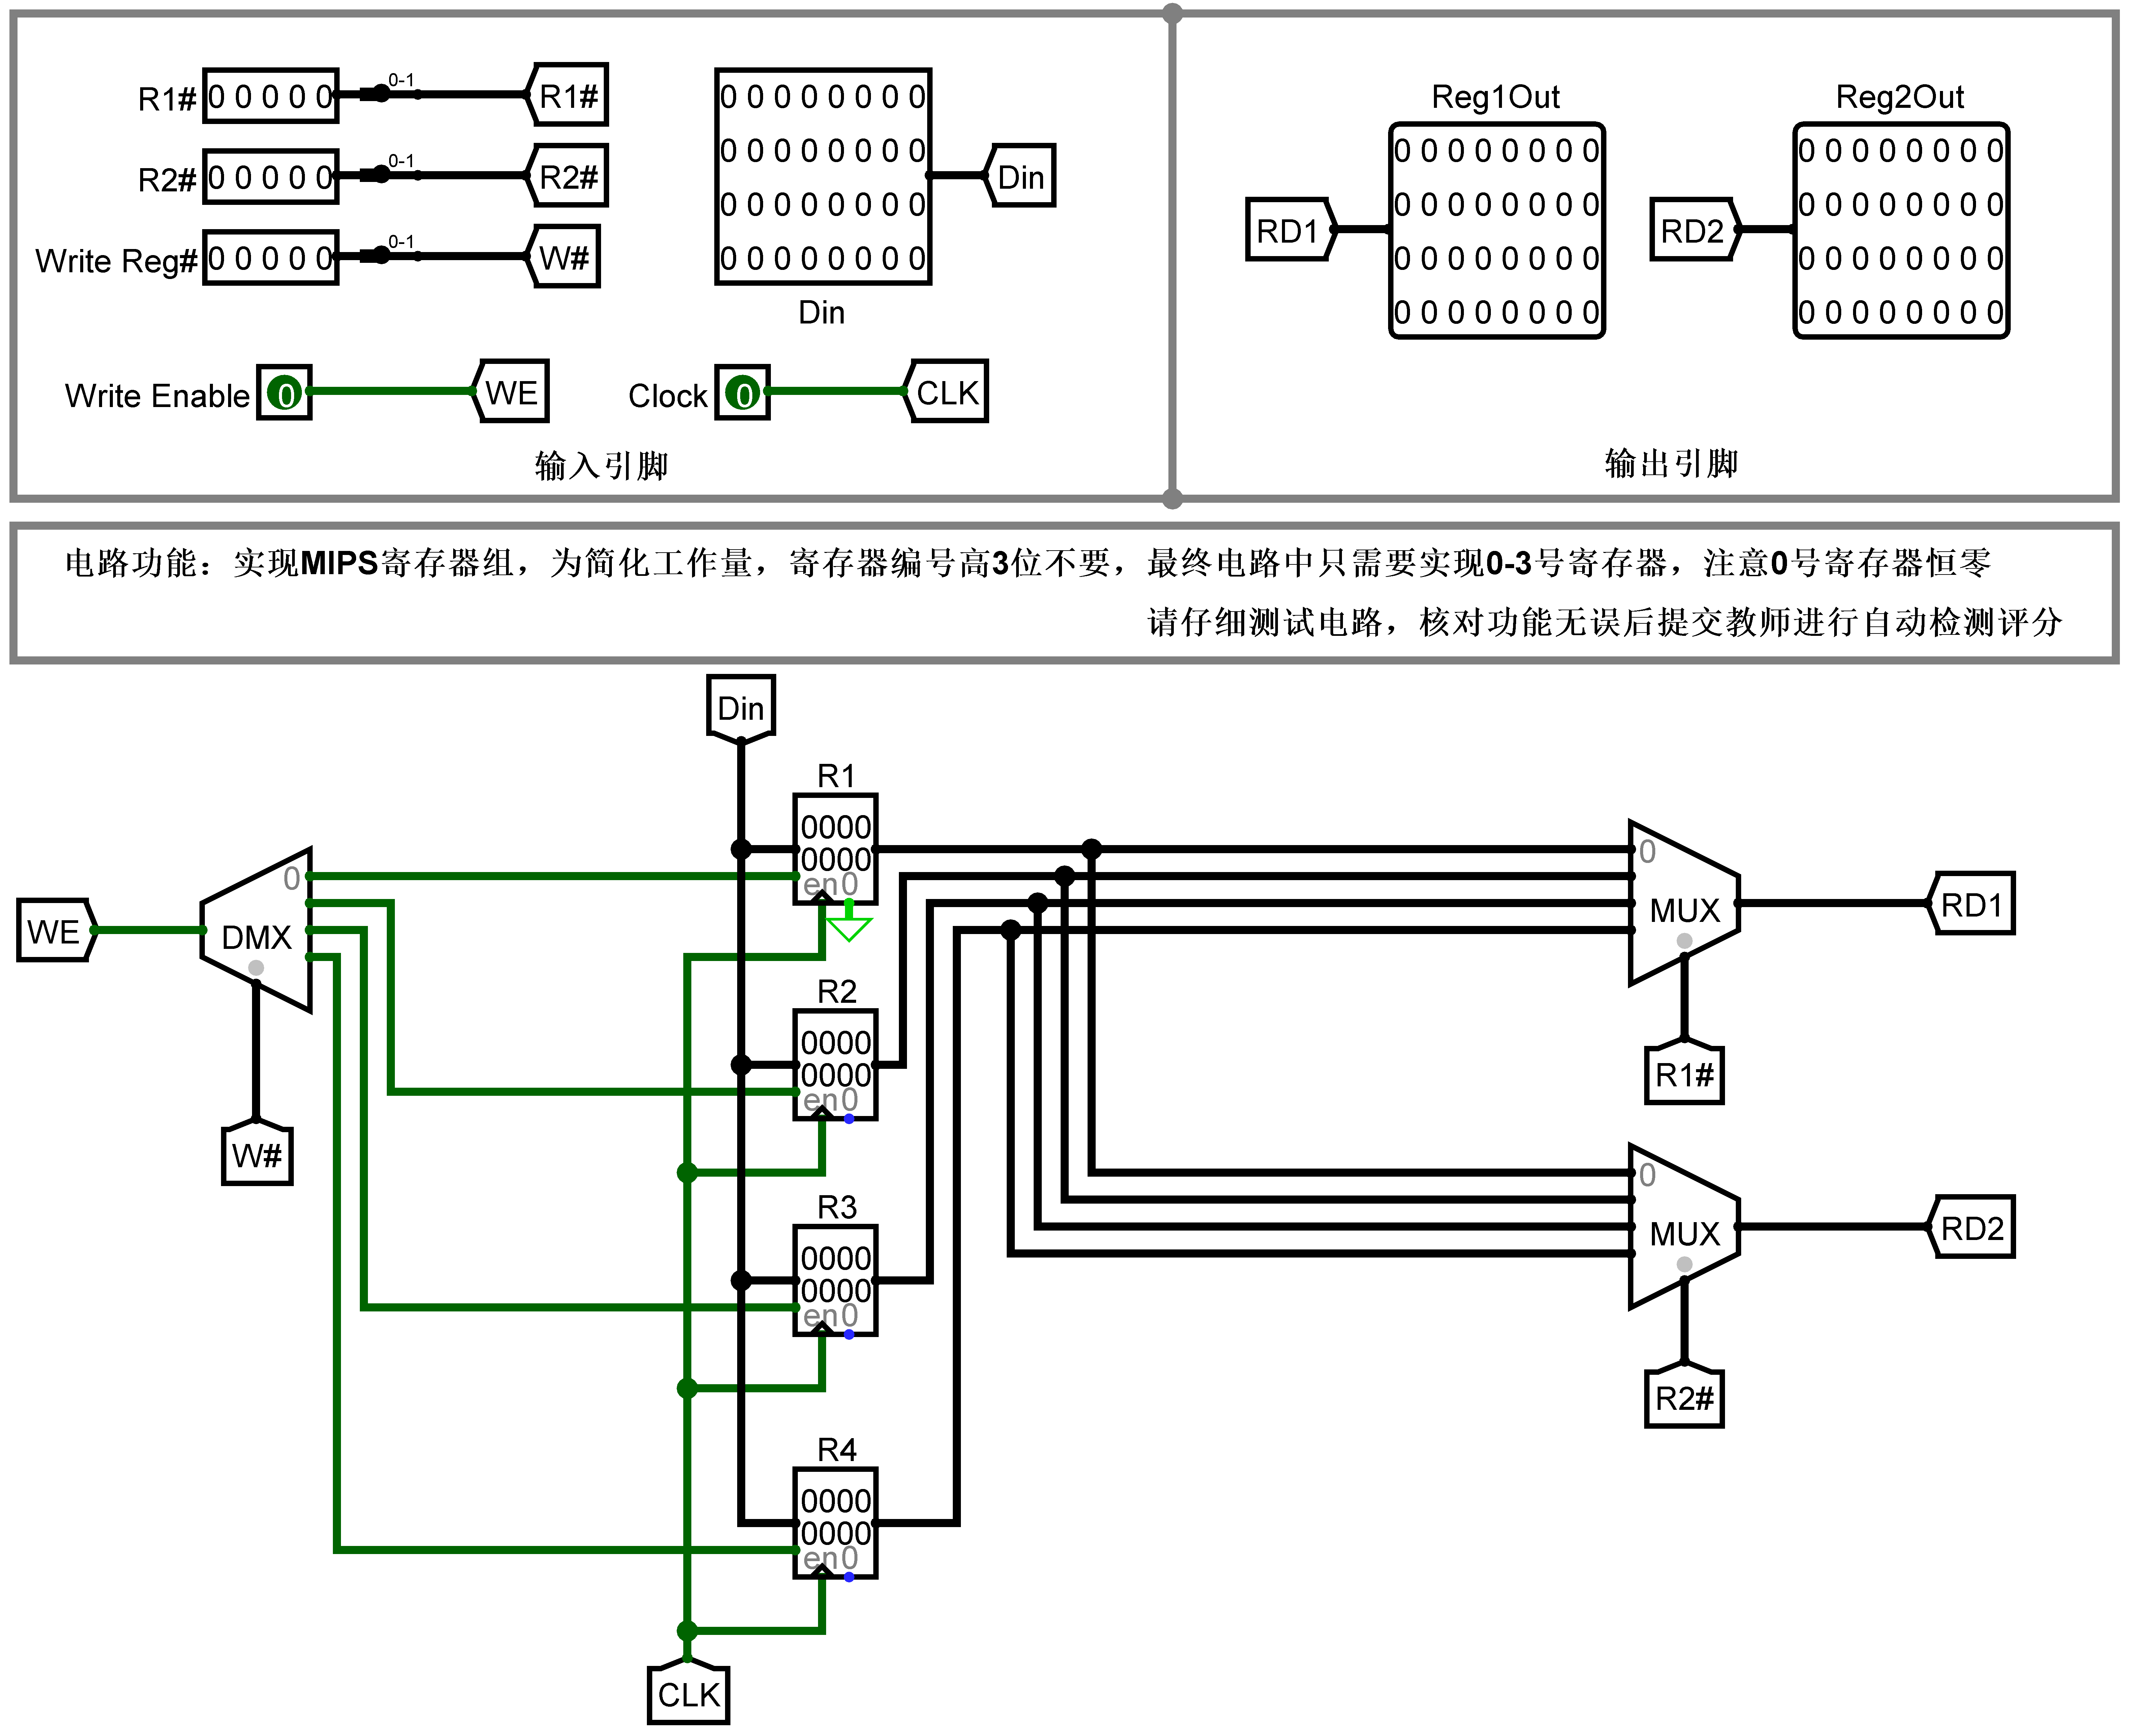 R1# 0 0 0 0 0 0-1 R1#
R2# 0 0 0 0 0 0-1 R2#
Write Reg# 0 0 0 0 0 0-1 W#
0 0 0 0 0 0 0 0
0 0 0 0 0 0 0 0
0 0 0 0 0 0 0 0
0 0 0 0 0 0 0 0
Din
Din
Write Enable 0 WE
Clock 0 CLK
输入引脚
Reg1Out
RD1
0 0 0 0 0 0 0 0
0 0 0 0 0 0 0 0
0 0 0 0 0 0 0 0
0 0 0 0 0 0 0 0
Reg2Out
RD2
0 0 0 0 0 0 0 0
0 0 0 0 0 0 0 0
0 0 0 0 0 0 0 0
0 0 0 0 0 0 0 0
输出引脚
电路功能：实现MIPS寄存器组，为简化工作量，寄存器编号高3位不要，最终电路中只需要实现0-3号寄存器，注意0号寄存器恒零
请仔细测试电路，核对功能无误后提交教师进行自动检测评分
Din
WE
0
DMX
W#
R1
0000
0000
en0
R2
0000
0000
en0
R3
0000
0000
en0
R4
0000
0000
en0
CLK
0
MUX
RD1
R1#
0
MUX
RD2
R2#